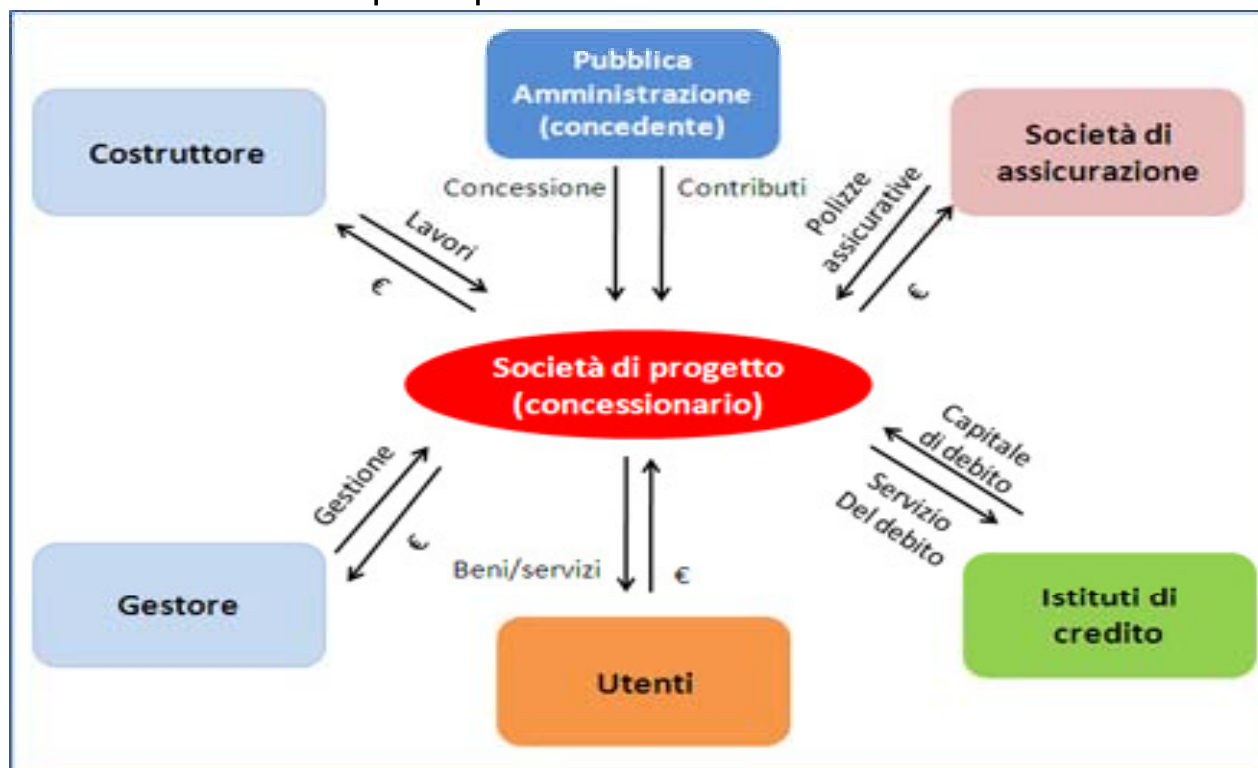 Pubblica
Amministrazione
(concedente)
Costruttore
Società di
assicurazione
Concessione
Contributi
Lavori
€
Polizze
assicurative
€
Società di progetto
(concessionario)
Gestione
€
Beni/servizi
€
Capitale
di debito
Servizio
Del debito
Gestore
Utenti
Istituti di
credito